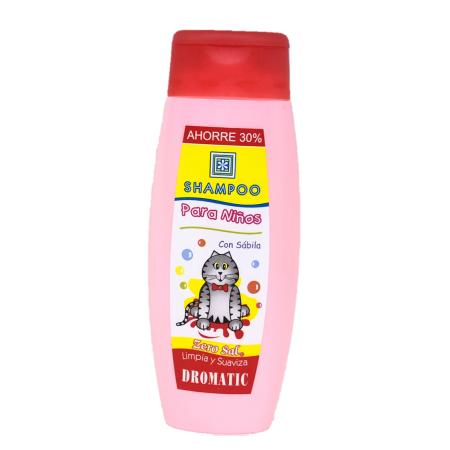 AHORRE 30%
SHAMPOO
Para Niños
Con Sábila
Zero Sal
Limpia y Suaviza
DROMATIC